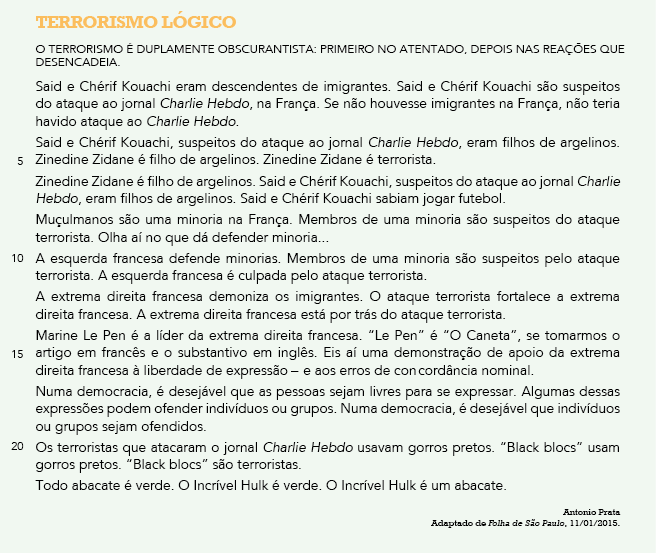 TERRORISMO LÓGICO
O TERRORISMO É DUPLAMENTE OBSCURANTISTA: PRIMEIRO NO ATENTADO, DEPOIS NAS REAÇÕES QUE
DESENCADEIA.
Said e Chérif Kouachi eram descendentes de imigrantes. Said e Chérif Kouachi são suspeitos
do ataque ao jornal Charlie Hebdo, na França. Se não houvesse imigrantes na França, não teria
havido ataque ao Charlie Hebdo.
Said e Chérif Kouachi, suspeitos do ataque ao jornal Charlie Hebdo, eram filhos de argelinos.
5 Zinedine Zidane é filho de argelinos. Zinedine Zidane é terrorista.
Zinedine Zidane é filho de argelinos. Said e Chérif Kouachi, suspeitos do ataque ao jornal Charlie
Hebdo, eram filhos de argelinos. Said e Chérif Kouachi sabiam jogar futebol.
Muçulmanos são uma minoria na França. Membros de uma minoria são suspeitos do ataque
terrorista. Olha aí no que dá defender minoria...
10 A esquerda francesa defende minorias. Membros de uma minoria são suspeitos pelo ataque
terrorista. A esquerda francesa é culpada pelo ataque terrorista.
A extrema direita francesa demoniza os imigrantes. O ataque terrorista fortalece a extrema
direita francesa. A extrema direita francesa está por trás do ataque terrorista.
Marine Le Pen é a líder da extrema direita francesa. “Le Pen” é “O Caneta”, se tomarmos o
15 artigo em francês e o substantivo em inglês. Eis aí uma demonstração de apoio da extrema
direita francesa à liberdade de expressão – e aos erros de concordância nominal.
Numa democracia, é desejável que as pessoas sejam livres para se expressar. Algumas dessas
expressões podem ofender indivíduos ou grupos. Numa democracia, é desejável que indivíduos
ou grupos sejam ofendidos.
20 Os terroristas que atacaram o jornal Charlie Hebdo usavam gorros pretos. “Black blocs” usam
gorros pretos. “Black blocs” são terroristas.
Todo abacate é verde. O Incrível Hulk é verde. O Incrível Hulk é um abacate.
Antonio Prata
Adaptado de Folha de São Paulo, 11/01/2015.